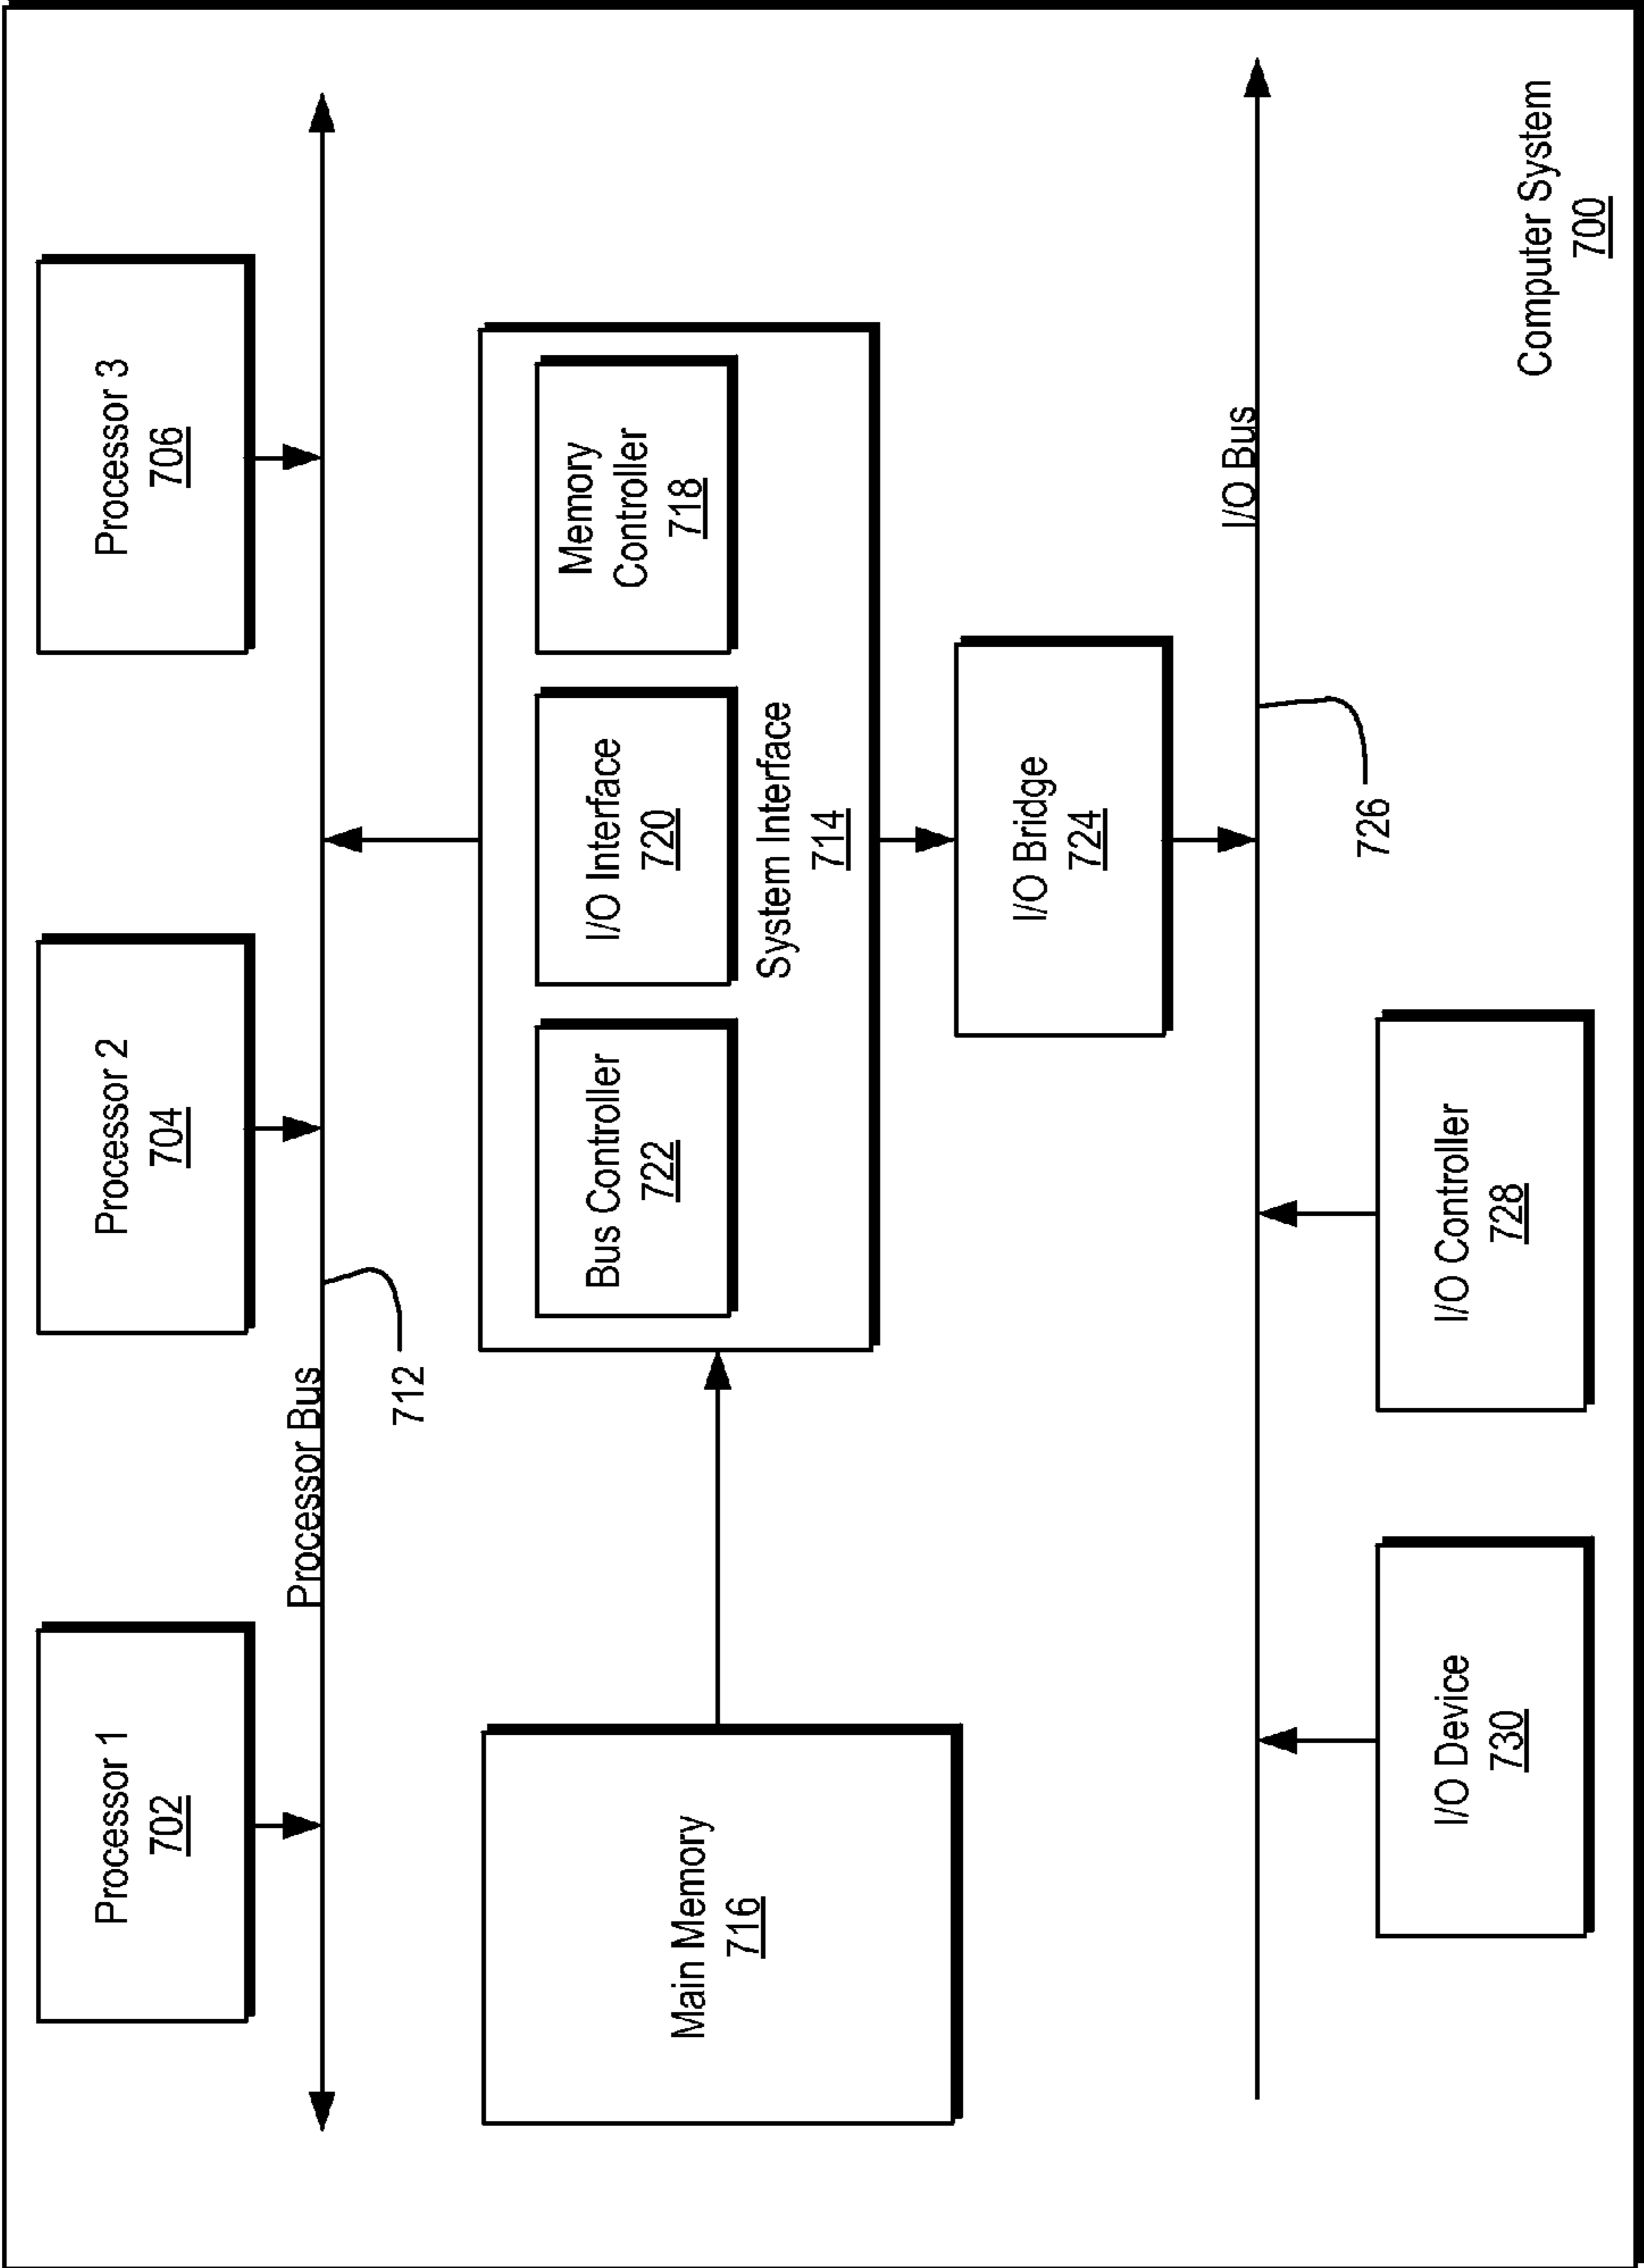 Processor 1
702
Processor 2
704
Processor 3
706
Processor Bus
712
Main Memory
716
Bus Controller
722
I/O Interface
720
Memory
Controller
718
System Interface
714
I/O Bridge
724
I/O Bus
726
I/O Device
730
I/O Controller
728
Computer System
700